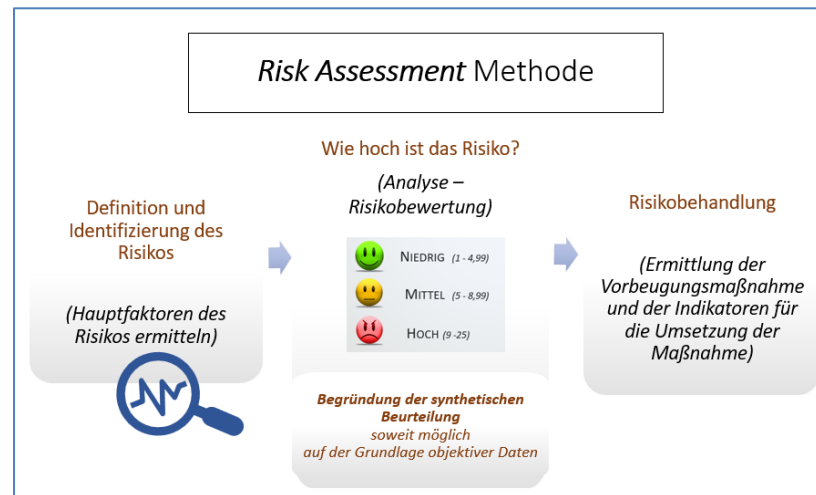 Risk Assessment Methode
Definition und
Identifizierung des
Risikos
(Hauptfaktoren des
Risikos ermitteln)
Wie hoch ist das Risiko?
(Analyse –
Risikobewertung)
NIEDRIG (1 - 4,99)
MITTEL (5 - 8,99)
HOCH (9 -25)
Begründung der synthetischen
Beurteilung
soweit möglich
auf der Grundlage objektiver Daten
Risikobehandlung
(Ermittlung der
Vorbeugungsmaßnahme
und der Indikatoren für
die Umsetzung der
Maßnahme)